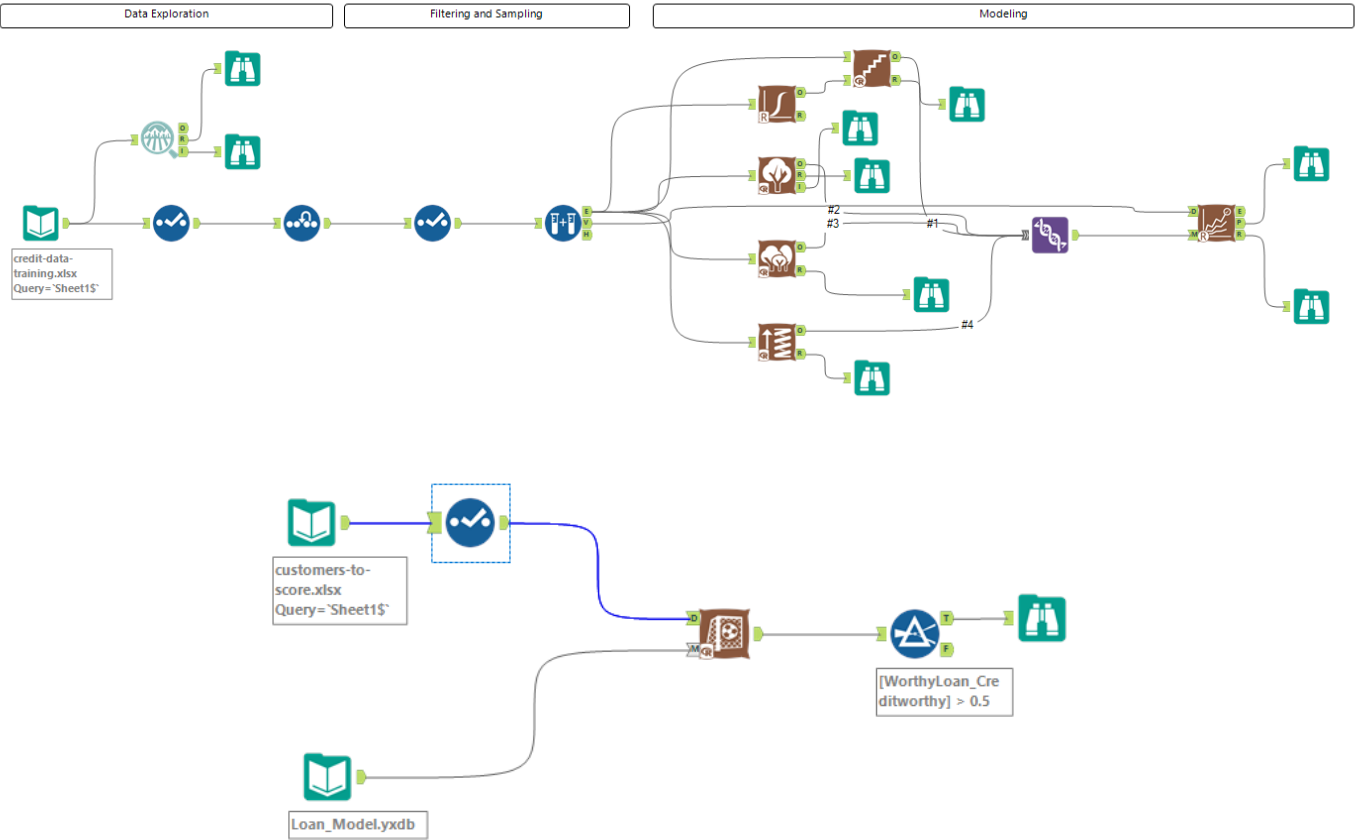 Data Exploration
Filtering and Sampling
Modeling
O
R
I
credit-data-
training.xlsx
Query=`Sheet1$`
E
V
H
O
R
R
O
R
O
R
I
O
R
O
R
#2
#3
#1
#4
D
M
R
E
P
R
customers-to-
score.xlsx
Query=`Sheet1$`
D
M
T
F
[WorthyLoan_Cre
ditworthy] > 0.5
Loan_Model.yxdb